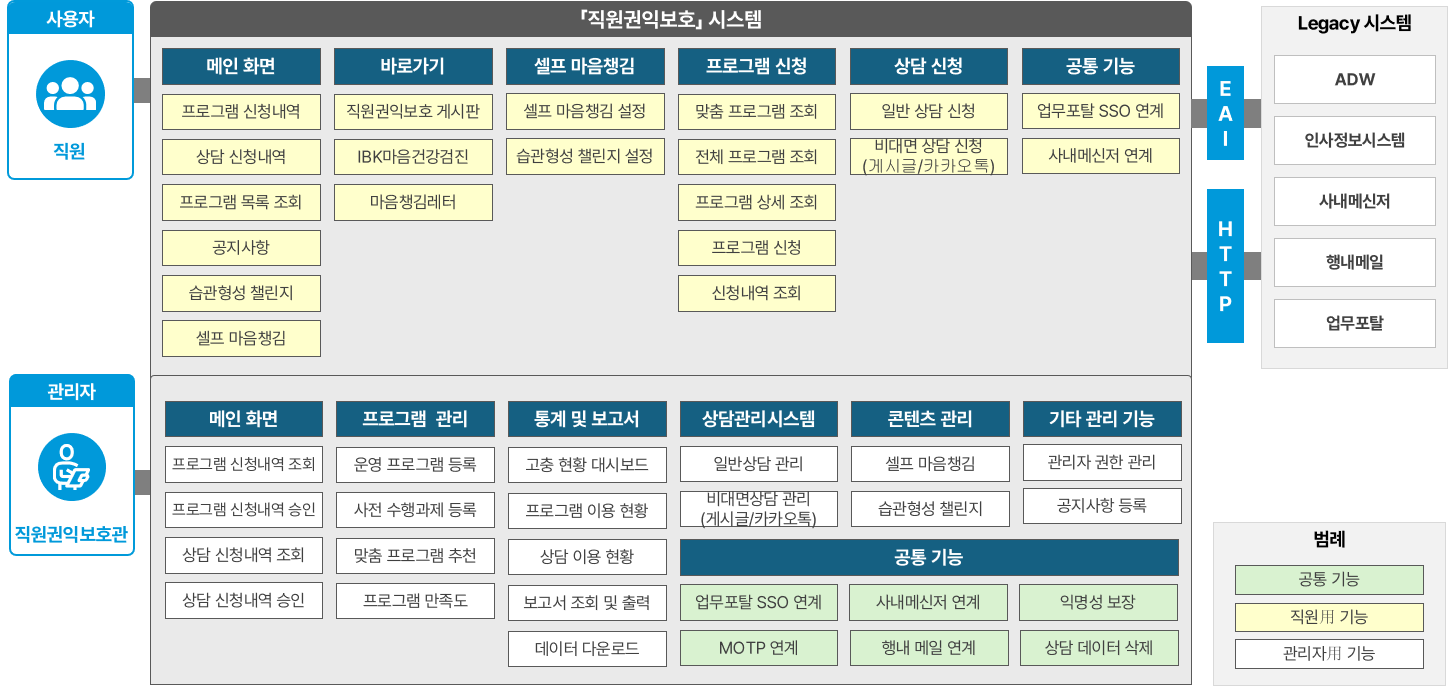 사용자
직원
「직원권익보호」 시스템
메인 화면
프로그램 신청내역
상담 신청내역
프로그램 목록 조회
공지사항
습관형성 챌린지
셀프 마음챙김
바로가기
직원권익보호 게시판
IBK마음건강검진
마음챙김레터
셀프 마음챙김
셀프 마음챙김 설정
습관형성 챌린지 설정
프로그램 신청
맞춤 프로그램 조회
전체 프로그램 조회
프로그램 상세 조회
프로그램 신청
신청내역 조회
상담 신청
일반 상담 신청
비대면 상담 신청
(게시글/카카오톡)
공통 기능
업무포탈 SSO 연계
사내메신저 연계
EAI
HTTP
Legacy 시스템
ADW
인사정보시스템
사내메신저
행내메일
업무포탈
관리자
직원권익보호관
메인 화면
프로그램 신청내역 조회
프로그램 신청내역 승인
상담 신청내역 조회
상담 신청내역 승인
프로그램 관리
운영 프로그램 등록
사전 수행과제 등록
맞춤 프로그램 추천
프로그램 만족도
통계 및 보고서
고충 현황 대시보드
프로그램 이용 현황
상담 이용 현황
보고서 조회 및 출력
데이터 다운로드
상담관리시스템
일반상담 관리
비대면상담 관리
(게시글/카카오톡)
콘텐츠 관리
셀프 마음챙김
습관형성 챌린지
기타 관리 기능
관리자 권한 관리
공지사항 등록
공통 기능
업무포탈 SSO 연계
사내메신저 연계
익명성 보장
MOTP 연계
행내 메일 연계
상담 데이터 삭제
범례
공통 기능
직원用 기능
관리자用 기능